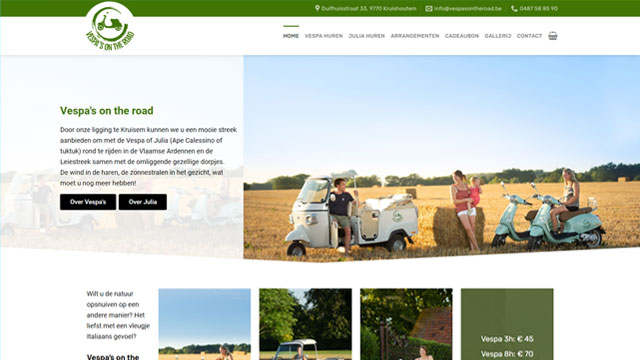 Guifhuisstraat 33, 9770 Kruishoutem info@vespasontheroad.be 0487 58 85 90
VESPA'S ON THE ROAD
HOME VESPA HUREN JULIA HUREN ARRANGEMENTEN CADEAUBON GALLERIJ CONTACT
Vespa's on the road
Door onze ligging te Kruisem kunnen we u een mooie streek
aanbieden om met de Vespa of Julia (Ape Calessino of
tuktuk) rond te rijden in de Vlaamse Ardennen en de
Leiestreek samen met de omliggende gezellige dorpjes.
De wind in de haren, de zonnestralen in het gezicht, wat
moet u nog meer hebben!
Over Vespa's Over Julia
Wilt u de natuur
opsnuiven op een
andere manier? Het
liefst met een vleugje
Italiaans gevoel?
Vespa's on the
Vespa 3h: € 45
Vespa 8h: € 70